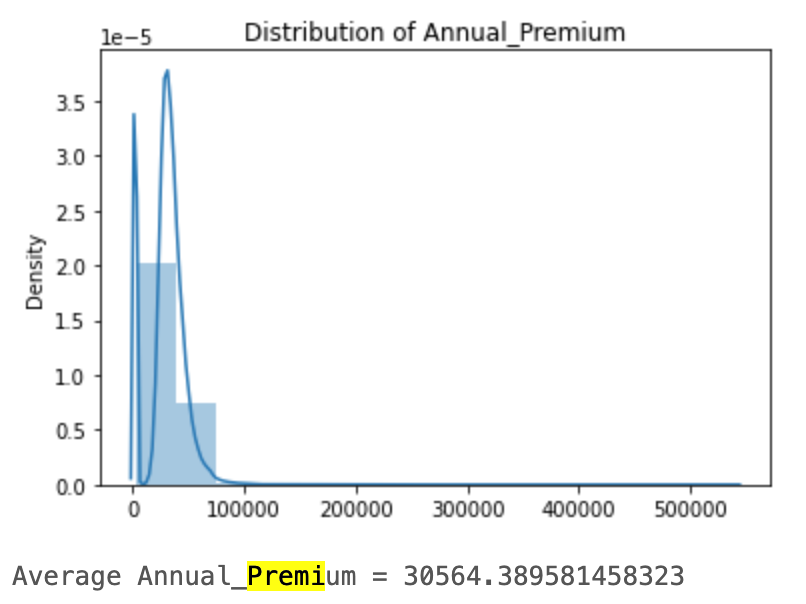 Distribution of Annual_Premium
1e−5
3.5
3.0
2.5
2.0
1.5
1.0
0.5
0.0
Density
0 100000 200000 300000 400000 500000
Average Annual_Premium = 30564.389581458323